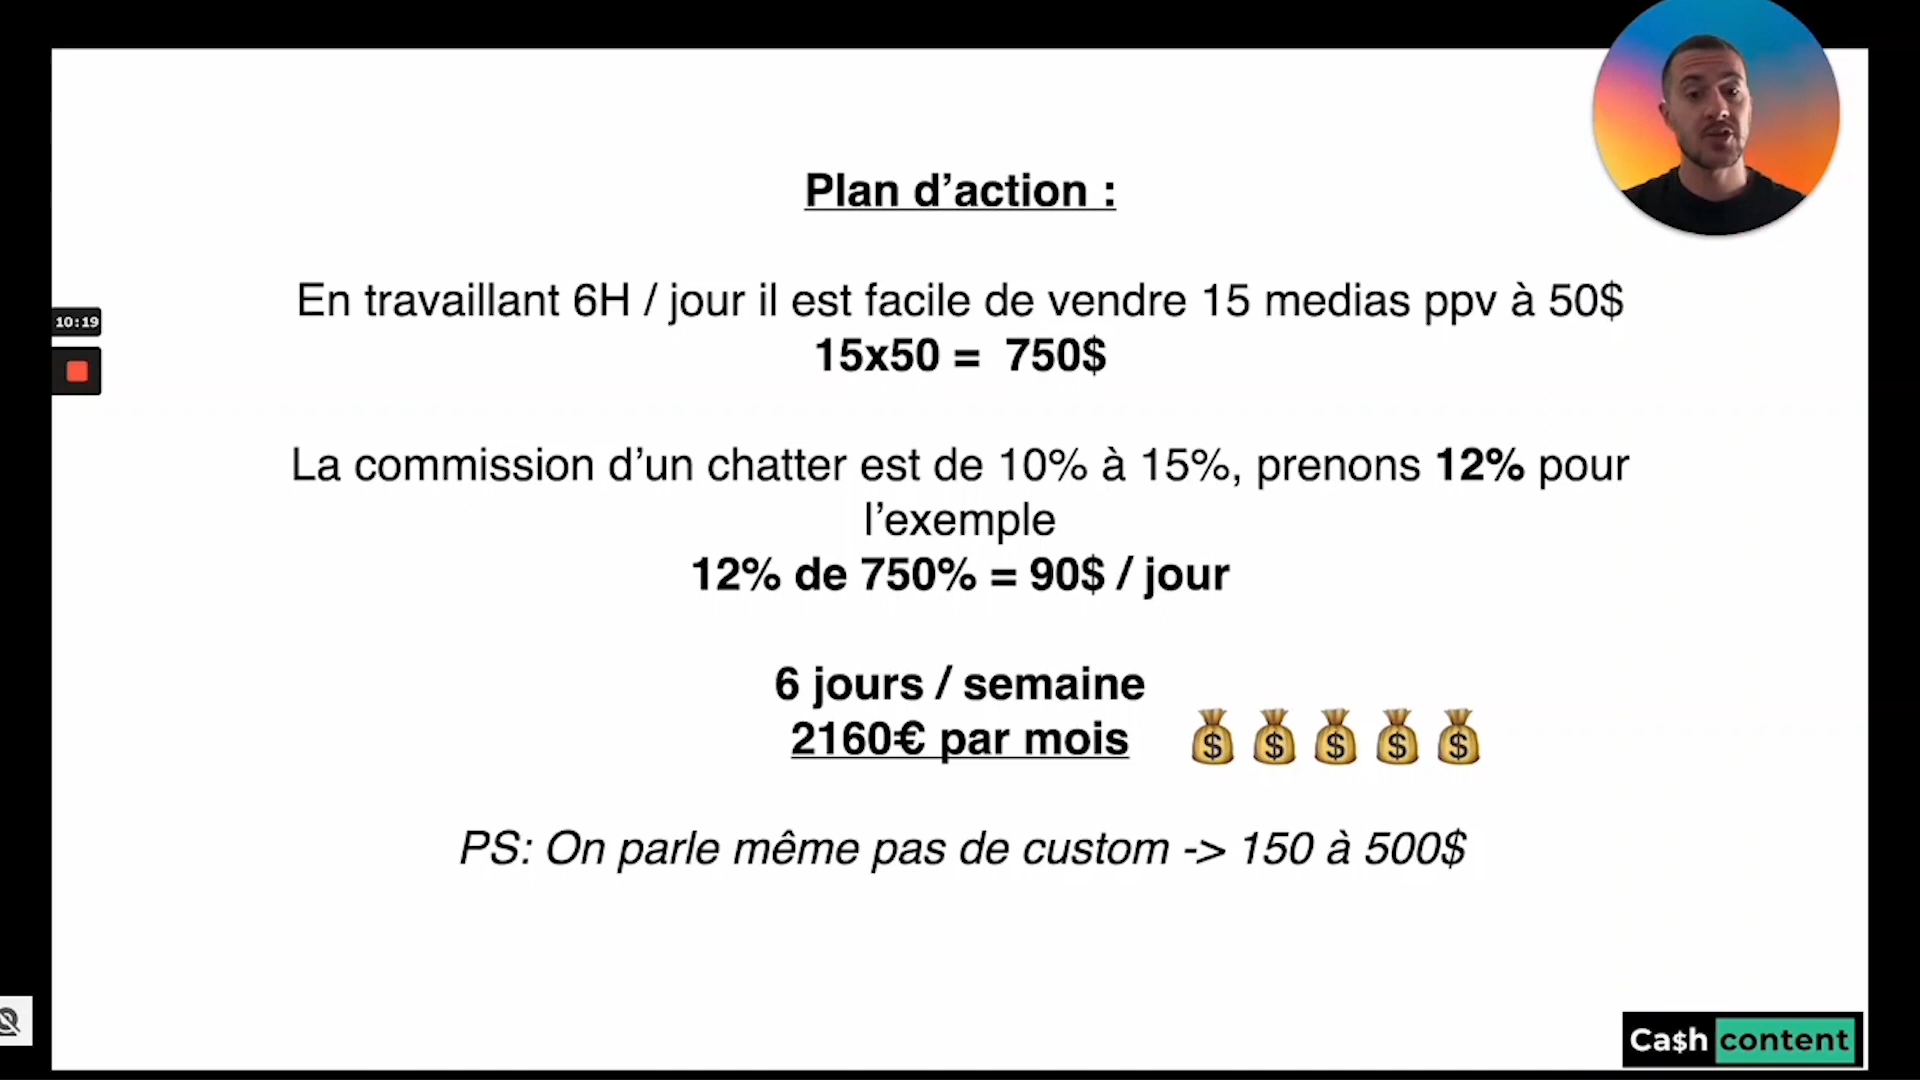 Plan d’action :
En travaillant 6H / jour il est facile de vendre 15 medias ppv à 50$
15x50 = 750$
10:19
La commission d’un chatter est de 10% à 15%, prenons 12% pour
l’exemple
12% de 750% = 90$ / jour
6 jours / semaine
2160€ par mois
PS: On parle même pas de custom -> 150 à 500$
Ca$h content